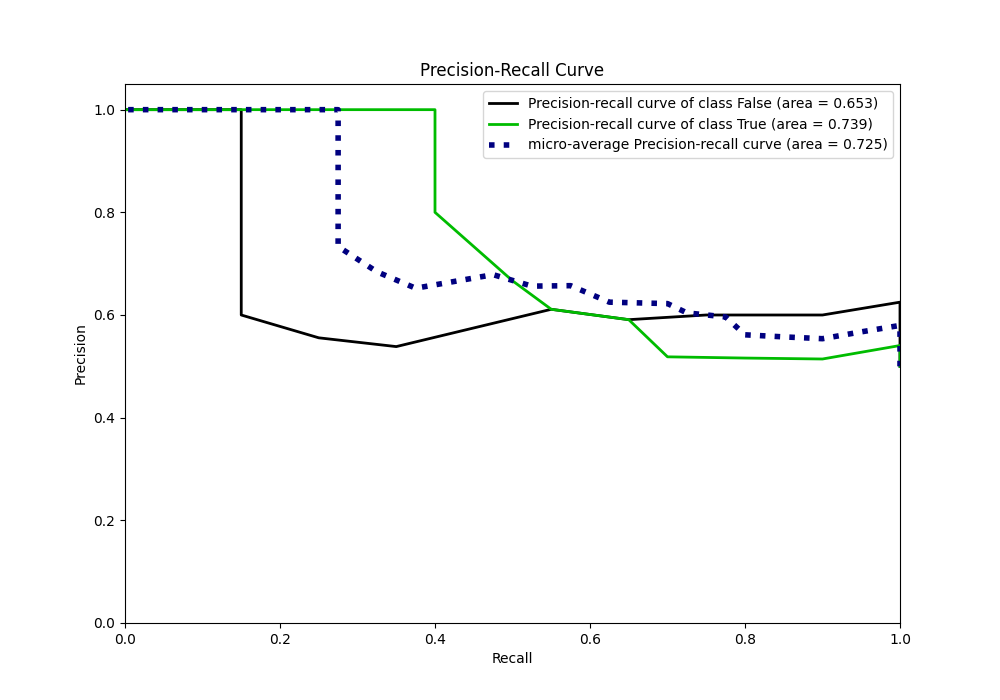 Precision-Recall Curve
Precision-recall curve of class False (area = 0.653)
Precision-recall curve of class True (area = 0.739)
micro-average Precision-recall curve (area = 0.725)
1.0
0.8
0.6
0.4
0.2
0.0
Precision
0.0 0.2 0.4 0.6 0.8 1.0
Recall